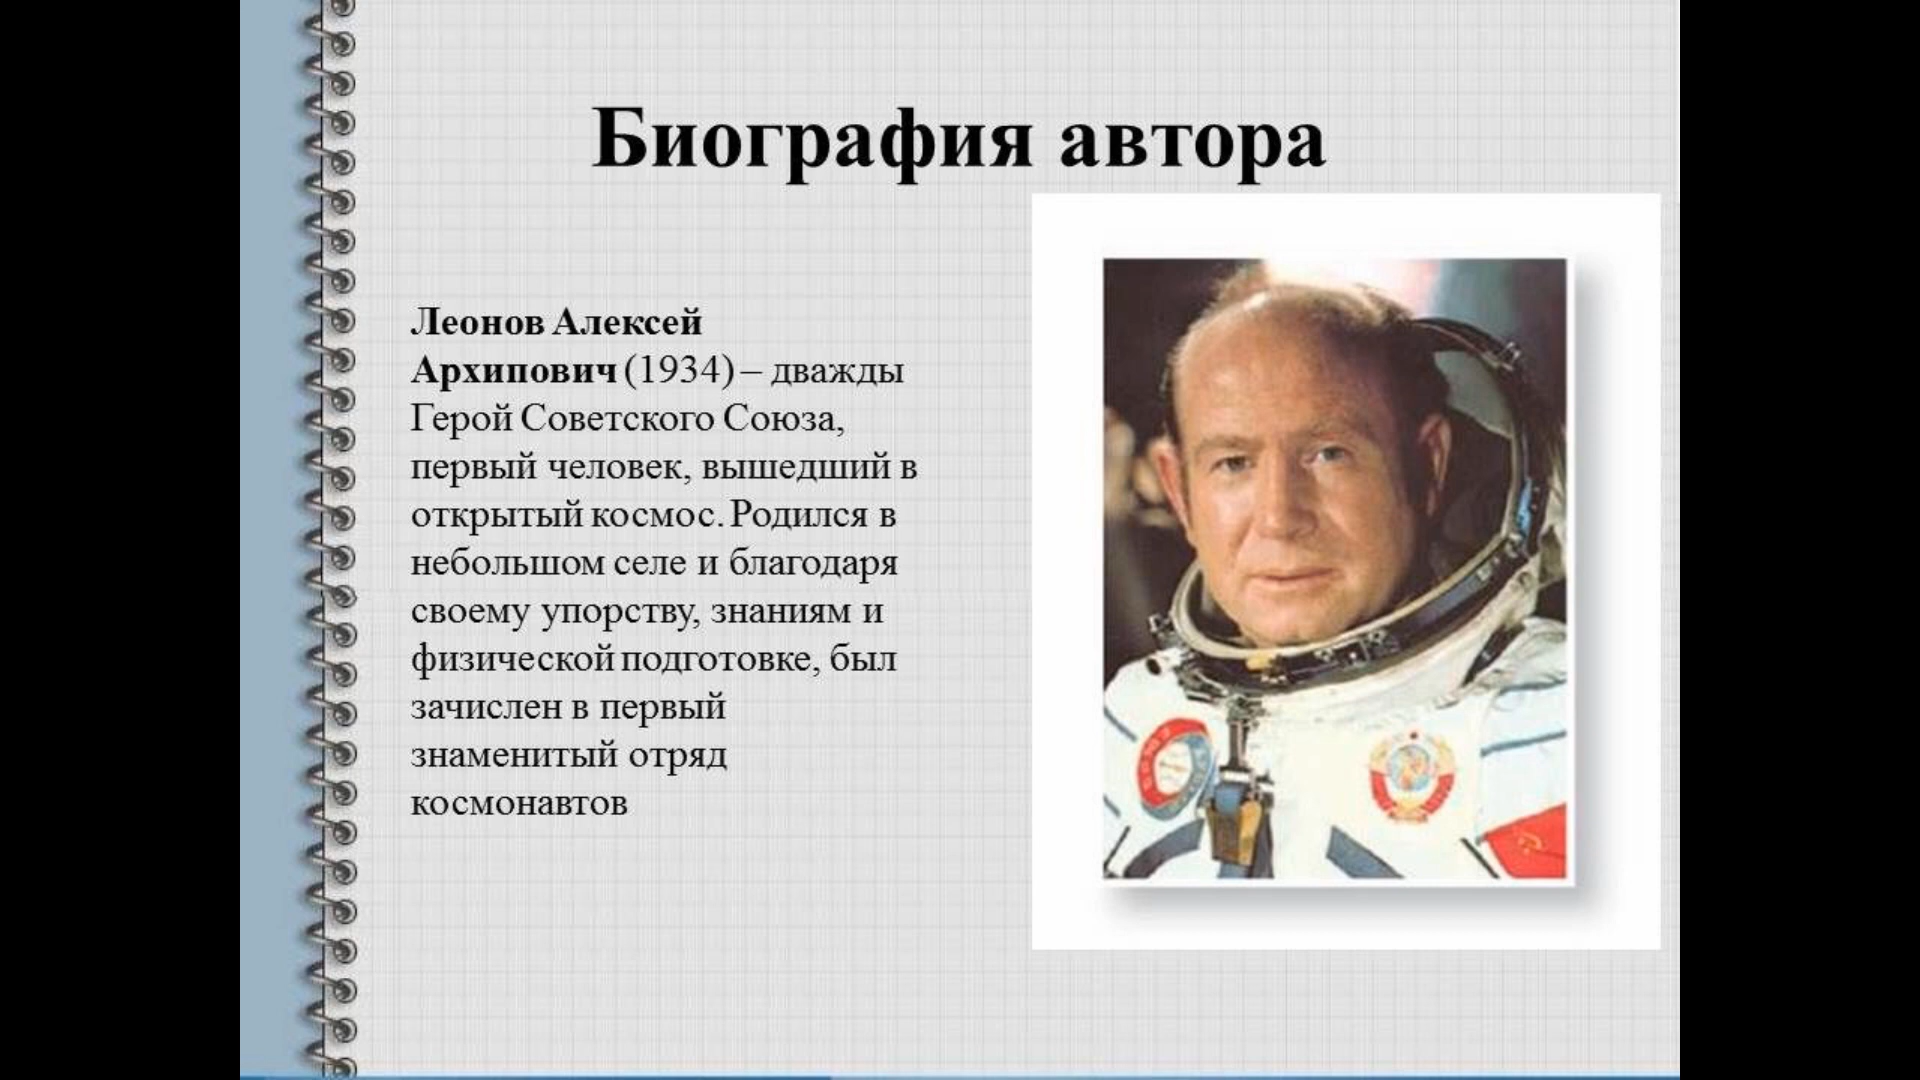 Биография автора
Леонов Алексей
Архипович (1934) – дважды
Герой Советского Союза,
первый человек, вышедший в
открытый космос. Родился в
небольшом селе и благодаря
своему упорству, знаниям и
физической подготовке, был
зачислен в первый
знаменитый отряд
космонавтов